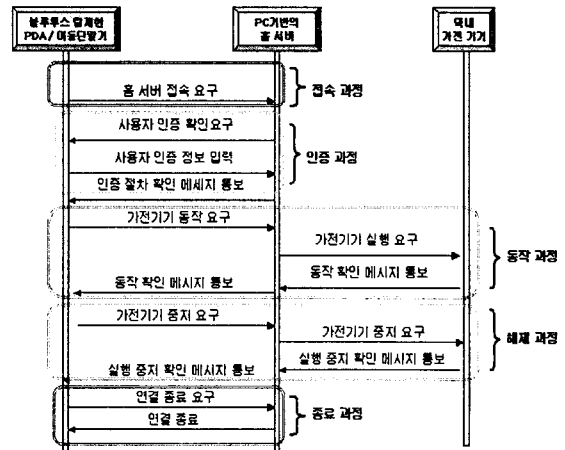 블루투스 탑재한
PDA / 이동단말기
PC기반의
홈 서버
댁내
가전 기기
홈 서버 접속 요구
접속 과정
사용자 인증 확인요구
사용자 인증 정보 입력
인증 과정
인증 절차 확인 메세지 통보
가전기기 동작 요구
가전기기 실행 요구
동작 과정
동작 확인 메시지 통보
동작 확인 메시지 통보
가전기기 중지 요구
가전기기 중지 요구
해제 과정
실행 중지 확인 메시지 통보
실행 중지 확인 메시지 통보
연결 종료 요구
종료 과정
연결 종료